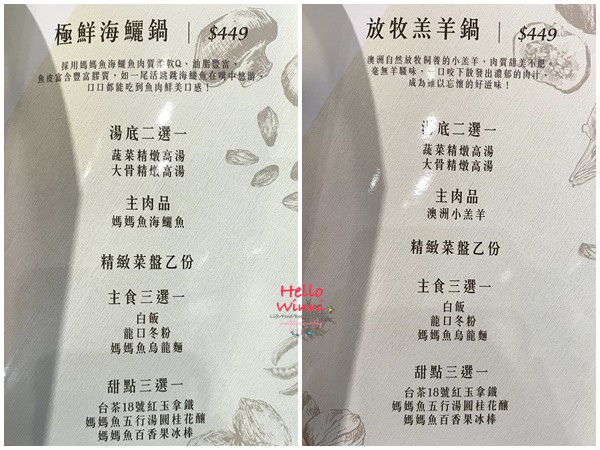 極鮮海鱺鍋 | $449
採用媽媽魚海鱺魚肉質柔軟Q、油脂豐富,
魚皮富含豐富膠質,如一尾活跳跳海鱺魚在嘴中悠游,
口口都能吃到魚肉鮮美口感!
湯底二選一
蔬菜精燉高湯
大骨精燉高湯
主肉品
媽媽魚海鱺魚
精緻菜盤乙份
主食三選一
白飯
龍口冬粉
媽媽魚烏龍麵
甜點三選一
台茶18號紅玉拿鐵
媽媽魚五行湯圓桂花釀
媽媽魚百香果冰棒
放牧羔羊鍋 | $449
澳洲自然放牧飼養的小羔羊,肉質甜美不肥,
毫無羊騷味,一口咬下散發出濃郁的肉汁,
成為難以忘懷的好滋味!
湯底二選一
蔬菜精燉高湯
大骨精燉高湯
主肉品
澳洲小羔羊
精緻菜盤乙份
主食三選一
白飯
龍口冬粉
媽媽魚烏龍麵
甜點三選一
台茶18號紅玉拿鐵
媽媽魚五行湯圓桂花釀
媽媽魚百香果冰棒
Hello
Winni